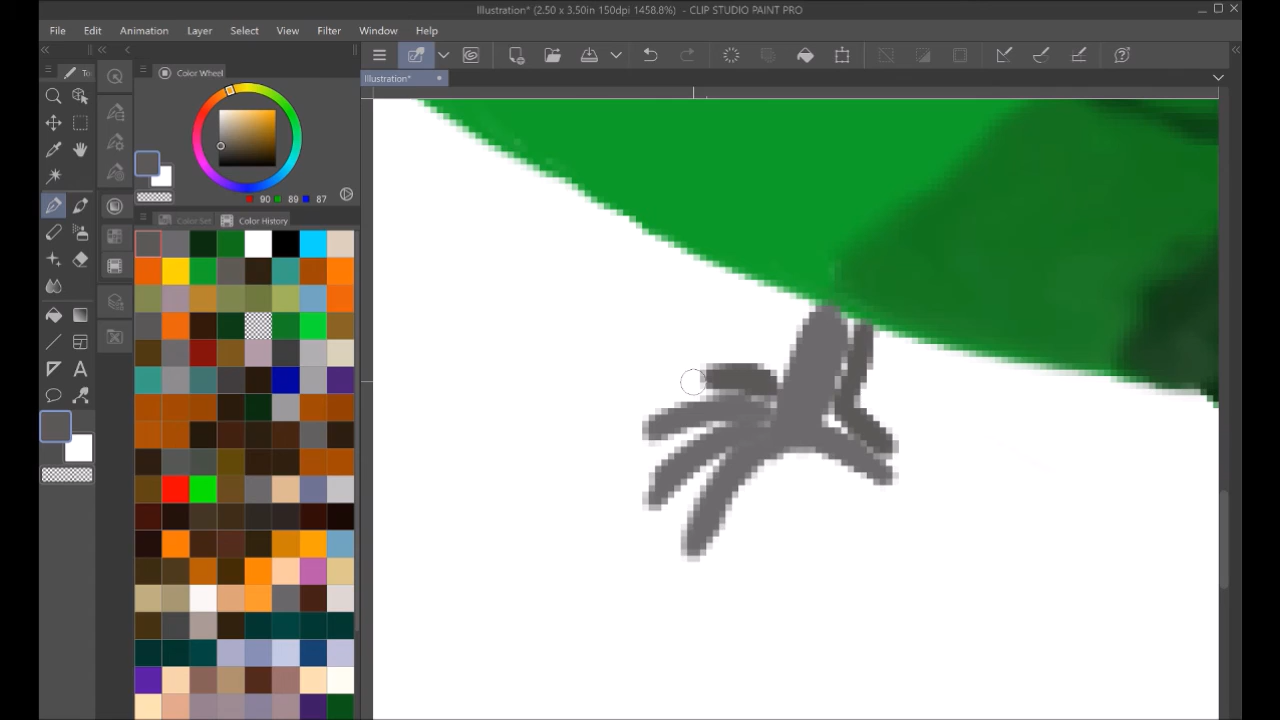 Illustration* (2.50 x 3.50in 150dpi 1458.8%) - CLIP STUDIO PAINT PRO
File Edit Animation Layer Select View Filter Window Help
To
Color Wheel
Illustration*
90 89 87
Color Set Color History